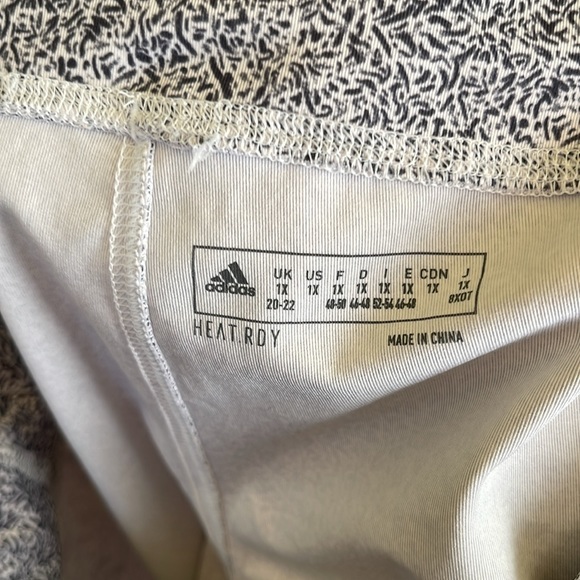 adidas
UK US F D I E CDN J
1X 1X 1X 1X 1X 1X 1X 1X
20-22 48-50 46-48 52-54 46-48 8XOT
HEAT.RDY
MADE IN CHINA